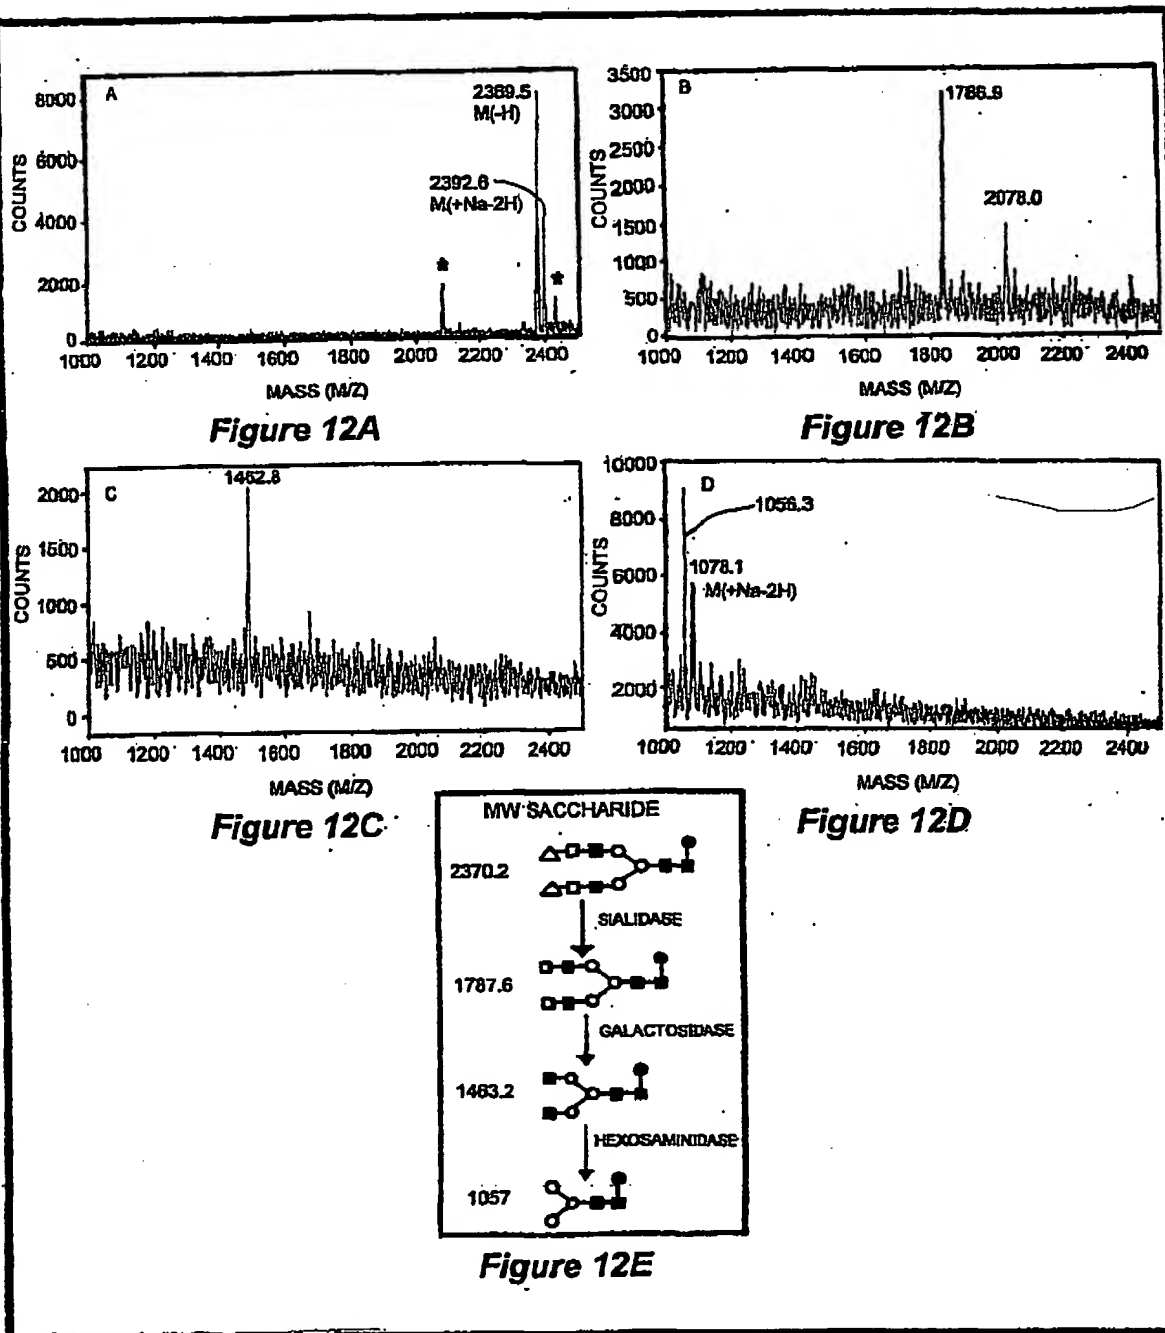 A
8000
6000
4000
2000
0
COUNTS
2369.5
M(-H)
2392.6
M(+Na-2H)
*
*
1000 1200 1400 1600 1800 2000 2200 2400
MASS (M/Z)
Figure 12A
B
3500
3000
2500
2000
1500
1000
500
0
COUNTS
1786.9
2078.0
1000 1200 1400 1600 1800 2000 2200 2400
MASS (M/Z)
Figure 12B
C
2000
1500
1000
500
0
COUNTS
1462.8
1000 1200 1400 1600 1800 2000 2200 2400
MASS (M/Z)
Figure 12C
D
10000
8000
6000
4000
2000
COUNTS
1056.3
1078.1
M(+Na-2H)
1000 1200 1400 1600 1800 2000 2200 2400
MASS (M/Z)
Figure 12D
MW SACCHARIDE
2370.2
SIALIDASE
1787.6
GALACTOSIDASE
1463.2
HEXOSAMINIDASE
1057
Figure 12E